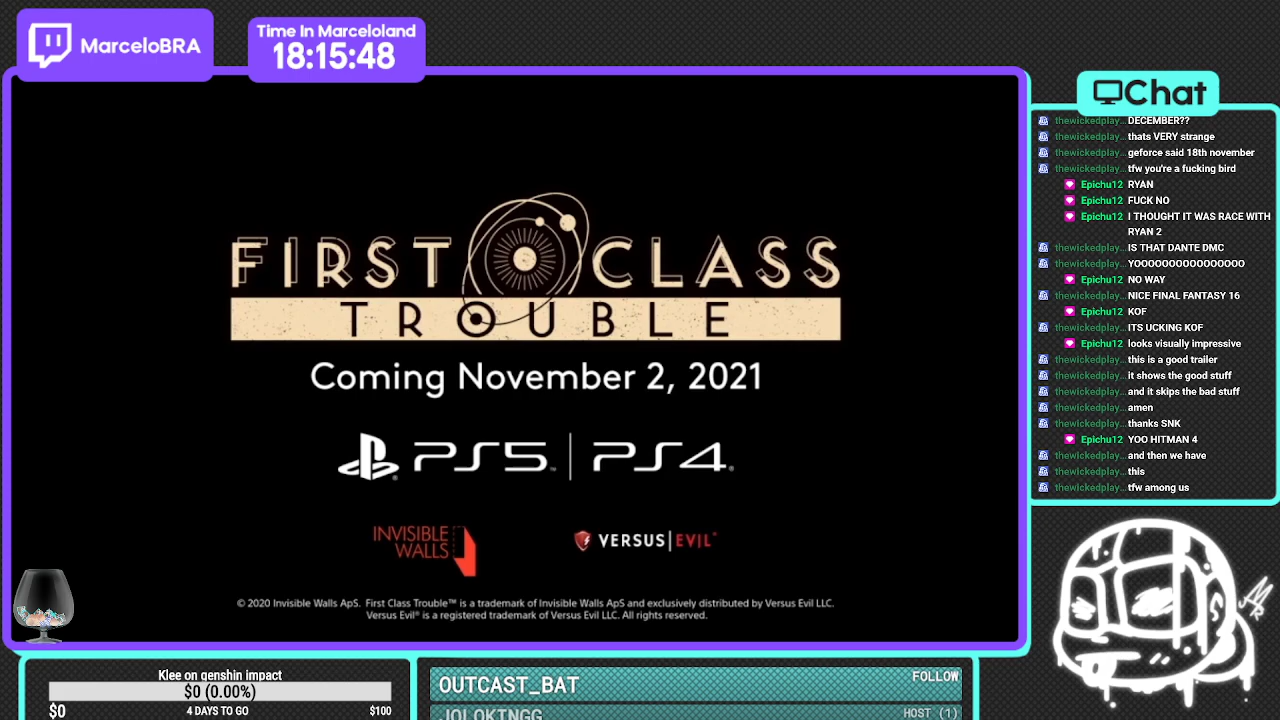 MarceloBRA
Time In Marceloland
18:15:48
FIRST CLASS
TROUBLE
Coming November 2, 2021
PS5™ | PS4®
INVISIBLE
WALLS
VERSUS | EVIL®
© 2020 Invisible Walls ApS. First Class Trouble™ is a trademark of Invisible Walls ApS and exclusively distributed by Versus Evil LLC.
Versus Evil® is a registered trademark of Versus Evil LLC. All rights reserved.
Chat
thewickedplay... DECEMBER??
thewickedplay... thats VERY strange
thewickedplay... geforce said 18th november
thewickedplay... tfw you're a fucking bird
Epichu12 RYAN
Epichu12 FUCK NO
Epichu12 I THOUGHT IT WAS RACE WITH
RYAN 2
thewickedplay... IS THAT DANTE DMC
thewickedplay... YOOOOOOOOOOOOOOOO
Epichu12 NO WAY
thewickedplay... NICE FINAL FANTASY 16
Epichu12 KOF
thewickedplay... ITS UCKING KOF
Epichu12 looks visually impressive
thewickedplay... this is a good trailer
thewickedplay... it shows the good stuff
thewickedplay... and it skips the bad stuff
thewickedplay... amen
thewickedplay... thanks SNK
Epichu12 YOO HITMAN 4
thewickedplay... and then we have
thewickedplay... this
thewickedplay... tfw among us
Klee on genshin impact
$0 (0.00%)
$0 4 DAYS TO GO $100
OUTCAST_BAT FOLLOW
JOLOKINGG HOST (1)